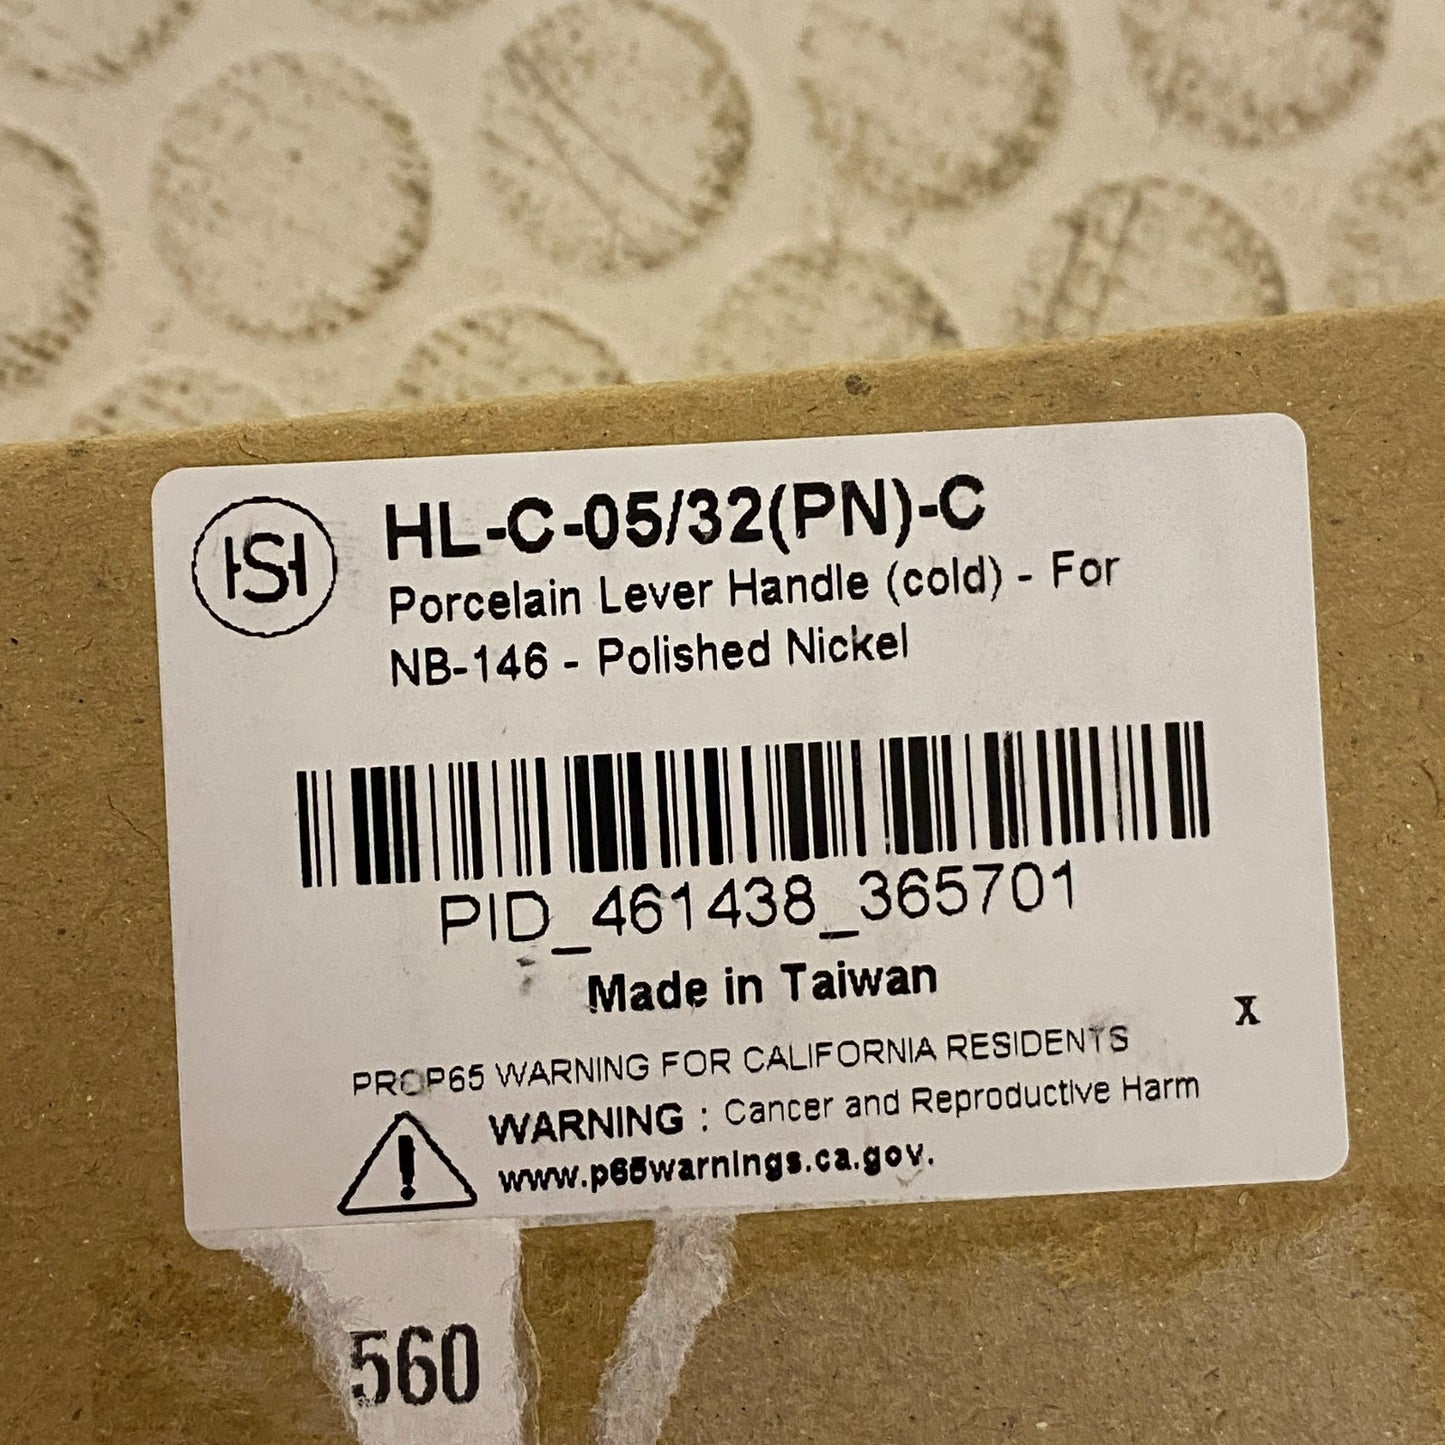 HSH
HL-C-05/32(PN)-C
Porcelain Lever Handle (cold) - For
NB-146 - Polished Nickel
PID_461438_365701
Made in Taiwan
X
PROP65 WARNING FOR CALIFORNIA RESIDENTS
WARNING : Cancer and Reproductive Harm
www.p65warnings.ca.gov.
560